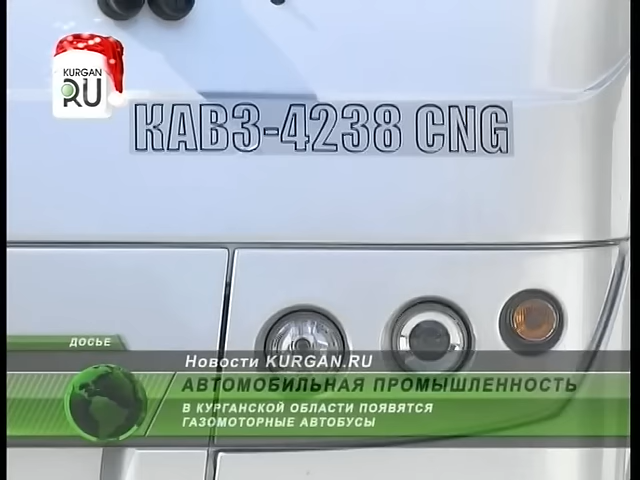 KURGAN
RU
КАВЗ-4238 CNG
ДОСЬЕ
Новости KURGAN.RU
АВТОМОБИЛЬНАЯ ПРОМЫШЛЕННОСТЬ
В КУРГАНСКОЙ ОБЛАСТИ ПОЯВЯТСЯ
ГАЗОМОТОРНЫЕ АВТОБУСЫ